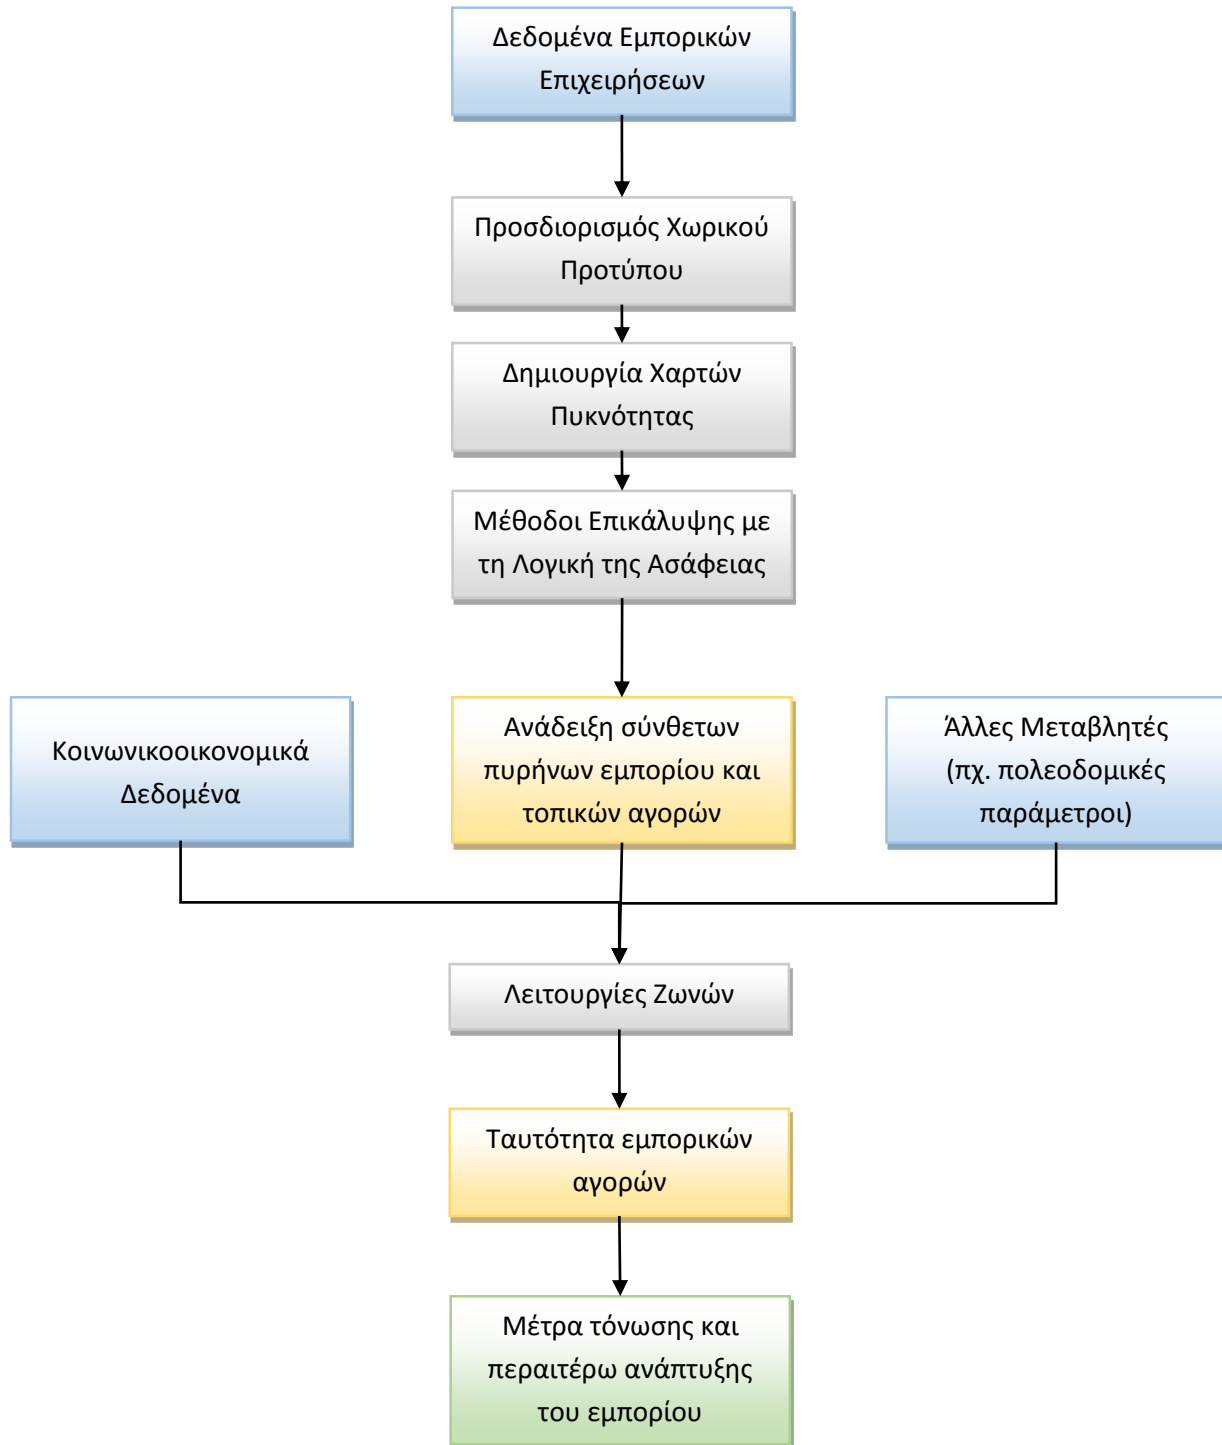 Δεδομένα Εμπορικών
Επιχειρήσεων
Προσδιορισμός Χωρικού
Προτύπου
Δημιουργία Χαρτών
Πυκνότητας
Μέθοδοι Επικάλυψης με
τη Λογική της Ασάφειας
Κοινωνικοοικονομικά
Δεδομένα
Ανάδειξη σύνθετων
πυρήνων εμπορίου και
τοπικών αγορών
Άλλες Μεταβλητές
(πχ. πολεοδομικές
παράμετροι)
Λειτουργίες Ζωνών
Ταυτότητα εμπορικών
αγορών
Μέτρα τόνωσης και
περαιτέρω ανάπτυξης
του εμπορίου